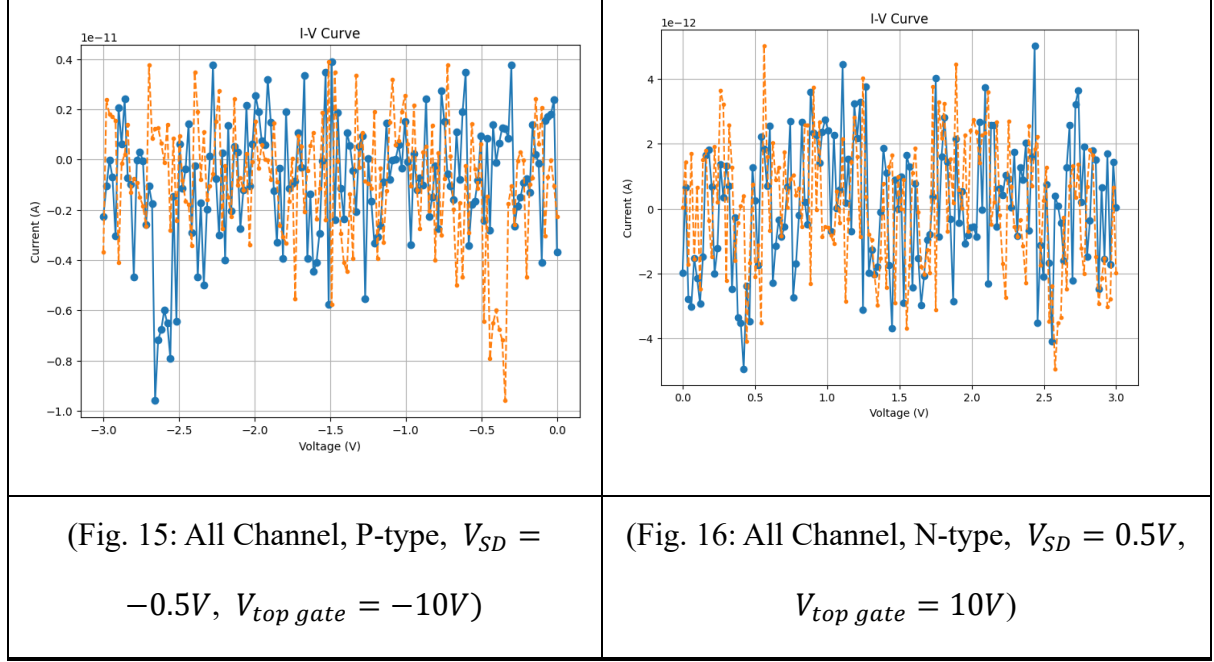 1e−11
I-V Curve
0.4
0.2
0.0
−0.2
−0.4
−0.6
−0.8
−1.0
Current (A)
−3.0 −2.5 −2.0 −1.5 −1.0 −0.5 0.0
Voltage (V)
1e−12
I-V Curve
4
2
0
−2
−4
Current (A)
0.0 0.5 1.0 1.5 2.0 2.5 3.0
Voltage (V)
(Fig. 15: All Channel, P-type, V_SD =
−0.5V, V_top gate = −10V)
(Fig. 16: All Channel, N-type, V_SD = 0.5V,
V_top gate = 10V)